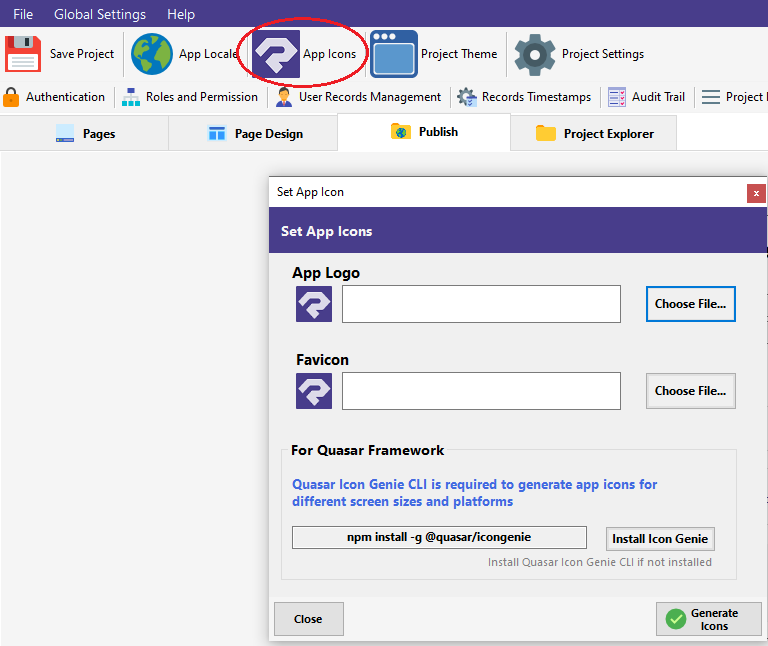 File Global Settings Help
Save Project App Locale App Icons Project Theme Project Settings
Authentication Roles and Permission User Records Management Records Timestamps Audit Trail Project
Pages Page Design Publish Project Explorer
Set App Icon
x
Set App Icons
App Logo
Choose File...
Favicon
Choose File...
For Quasar Framework
Quasar Icon Genie CLI is required to generate app icons for
different screen sizes and platforms
npm install -g @quasar/icongenie Install Icon Genie
Install Quasar Icon Genie CLI if not installed
Close Generate
Icons